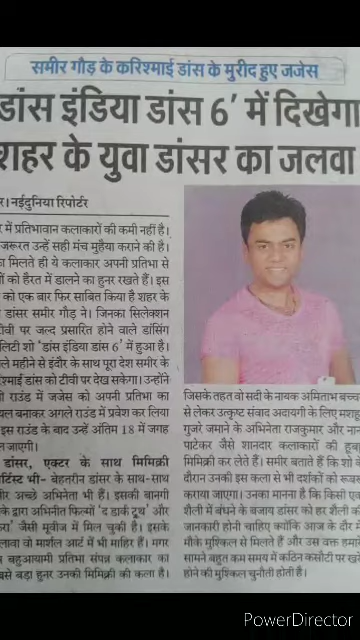 समीर गौड़ के करिश्माई डांस के मुरीद हुए जजेस
डांस इंडिया डांस 6' में दिखेगा
शहर के युवा डांसर का जलवा
नईदुनिया रिपोर्टर
में प्रतिभावान कलाकारों की कमी नहीं है।
जरूरत उन्हें सही मंच मुहैया कराने की है।
मिलते ही ये कलाकार अपनी प्रतिभा से
को हैरत में डालने का हुनर रखते हैं। इस
को एक बार फिर साबित किया है शहर के
डांसर समीर गौड़ ने। जिनका सिलेक्शन
टीवी पर जल्द प्रसारित होने वाले डांसिंग
रियलिटी शो 'डांस इंडिया डांस 6' में हुआ है।
महीने से इंदौर के साथ पूरा देश समीर के
डांस को टीवी पर देख सकेगा। उन्होंने
राउंड में जजेस को अपनी प्रतिभा का
बनाकर अगले राउंड में प्रवेश कर लिया
इस राउंड के बाद उन्हें अंतिम 18 में जगह
जाएगी।
डांसर, एक्टर के साथ मिमिक्री
भी- बेहतरीन डांसर के साथ-साथ
अच्छे अभिनेता भी हैं। इसकी बानगी
द्वारा अभिनीत फिल्मों 'द डार्क टूथ' और
जैसी मूवीज में मिल चुकी है। इसके
वो मार्शल आर्ट में भी माहिर हैं। मगर
बहुआयामी प्रतिभा संपन्न कलाकार का
बड़ा हुनर उनकी मिमिक्री की कला है।
जिसके तहत वो सदी के नायक अमिताभ बच्चन
से लेकर उत्कृष्ट संवाद अदायगी के लिए मशहूर
गुजरे जमाने के अभिनेता राजकुमार और नाना
पाटेकर जैसे शानदार कलाकारों की हूबहू
मिमिक्री कर लेते हैं। समीर बताते हैं कि शो के
दौरान उनकी इस कला से भी दर्शकों को रूबरू
कराया जाएगा। उनका मानना है कि किसी एक
शैली में बंधने के बजाय डांसर को हर शैली की
जानकारी होनी चाहिए क्योंकि आज के दौर में
मौके मुश्किल से मिलते हैं और उस वक्त हमारे
सामने बहुत कम समय में कठिन कसौटी पर खरे
होने की मुश्किल चुनौती होती है।
PowerDirector